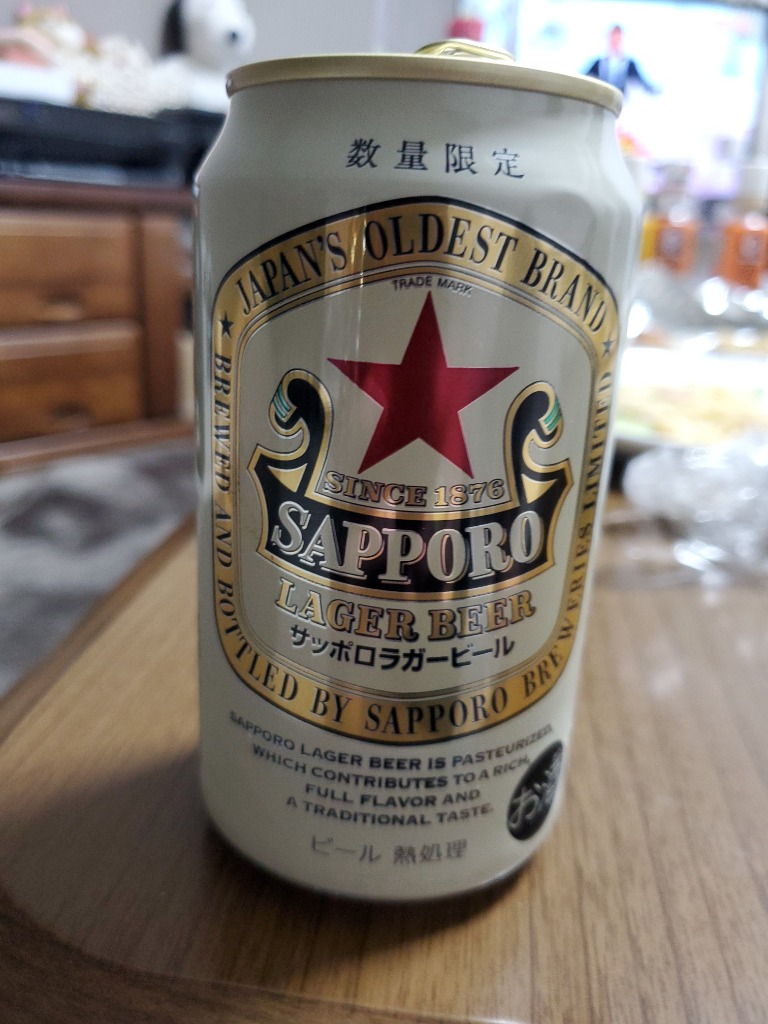 数量限定
JAPAN'S OLDEST BRAND
TRADE MARK
SINCE 1876
SAPPORO
LAGER BEER
サッポロラガービール
★ BREWED AND BOTTLED BY SAPPORO BREWERIES LIMITED ★
SAPPORO LAGER BEER IS PASTEURIZED,
WHICH CONTRIBUTES TO A RICH,
FULL FLAVOR AND
A TRADITIONAL TASTE.
お酒
ビール 熱処理